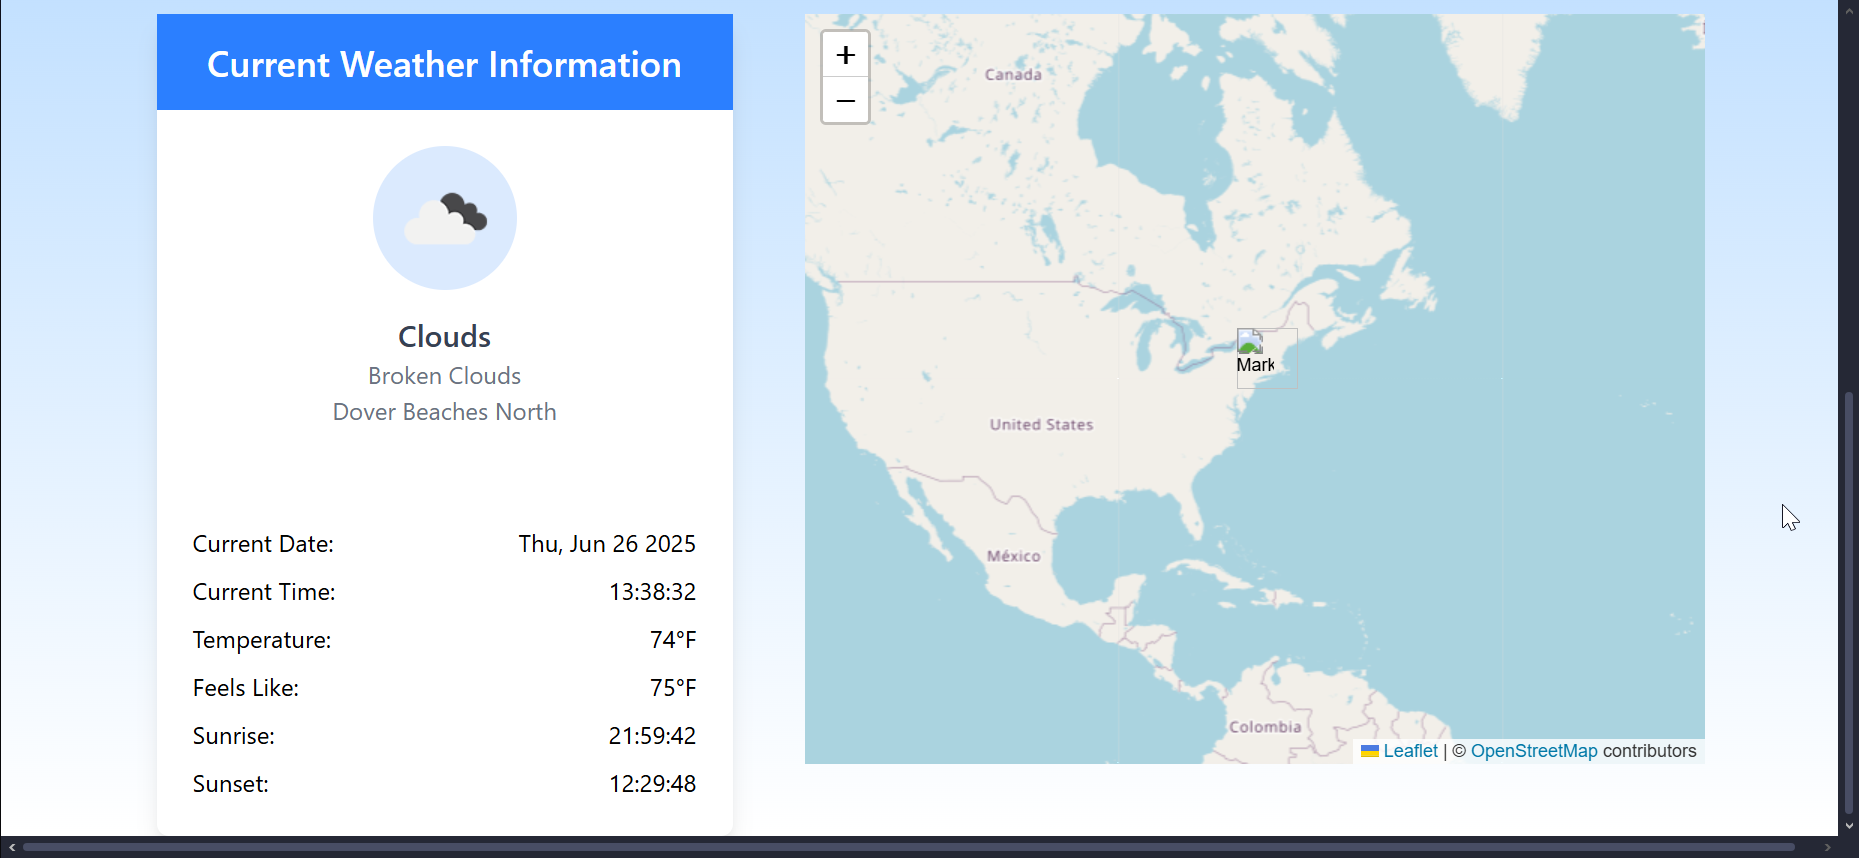 Current Weather Information
Clouds
Broken Clouds
Dover Beaches North
Current Date: Thu, Jun 26 2025
Current Time: 13:38:32
Temperature: 74°F
Feels Like: 75°F
Sunrise: 21:59:42
Sunset: 12:29:48
+
−
Canada
Mark
United States
México
Colombia
Leaflet | © OpenStreetMap contributors